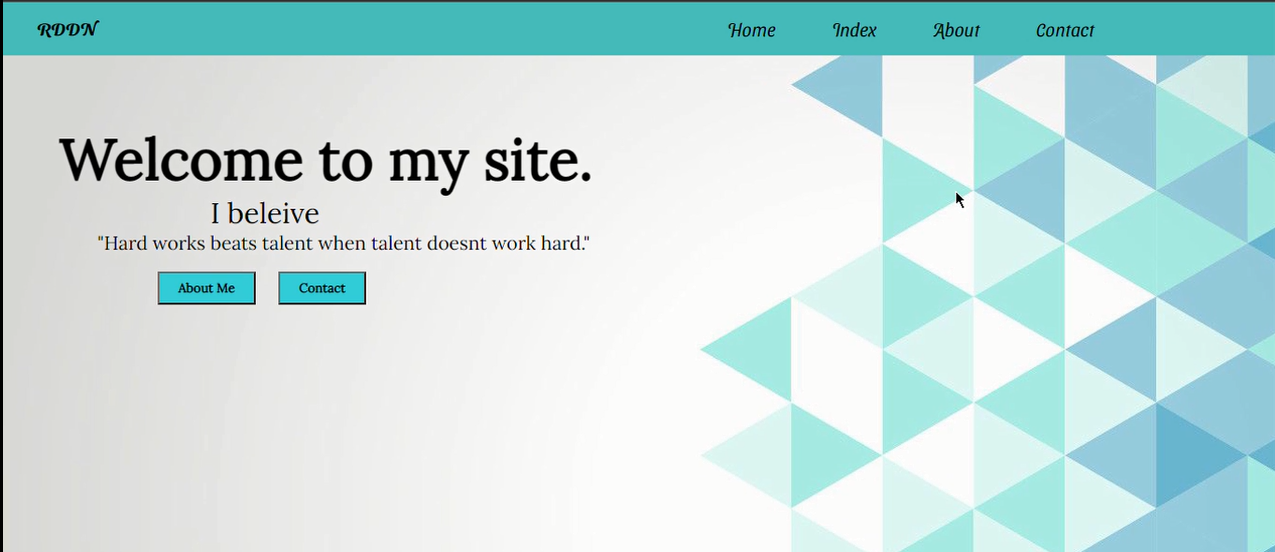 RDDN
Home Index About Contact
Welcome to my site.
I beleive
"Hard works beats talent when talent doesnt work hard."
About Me Contact